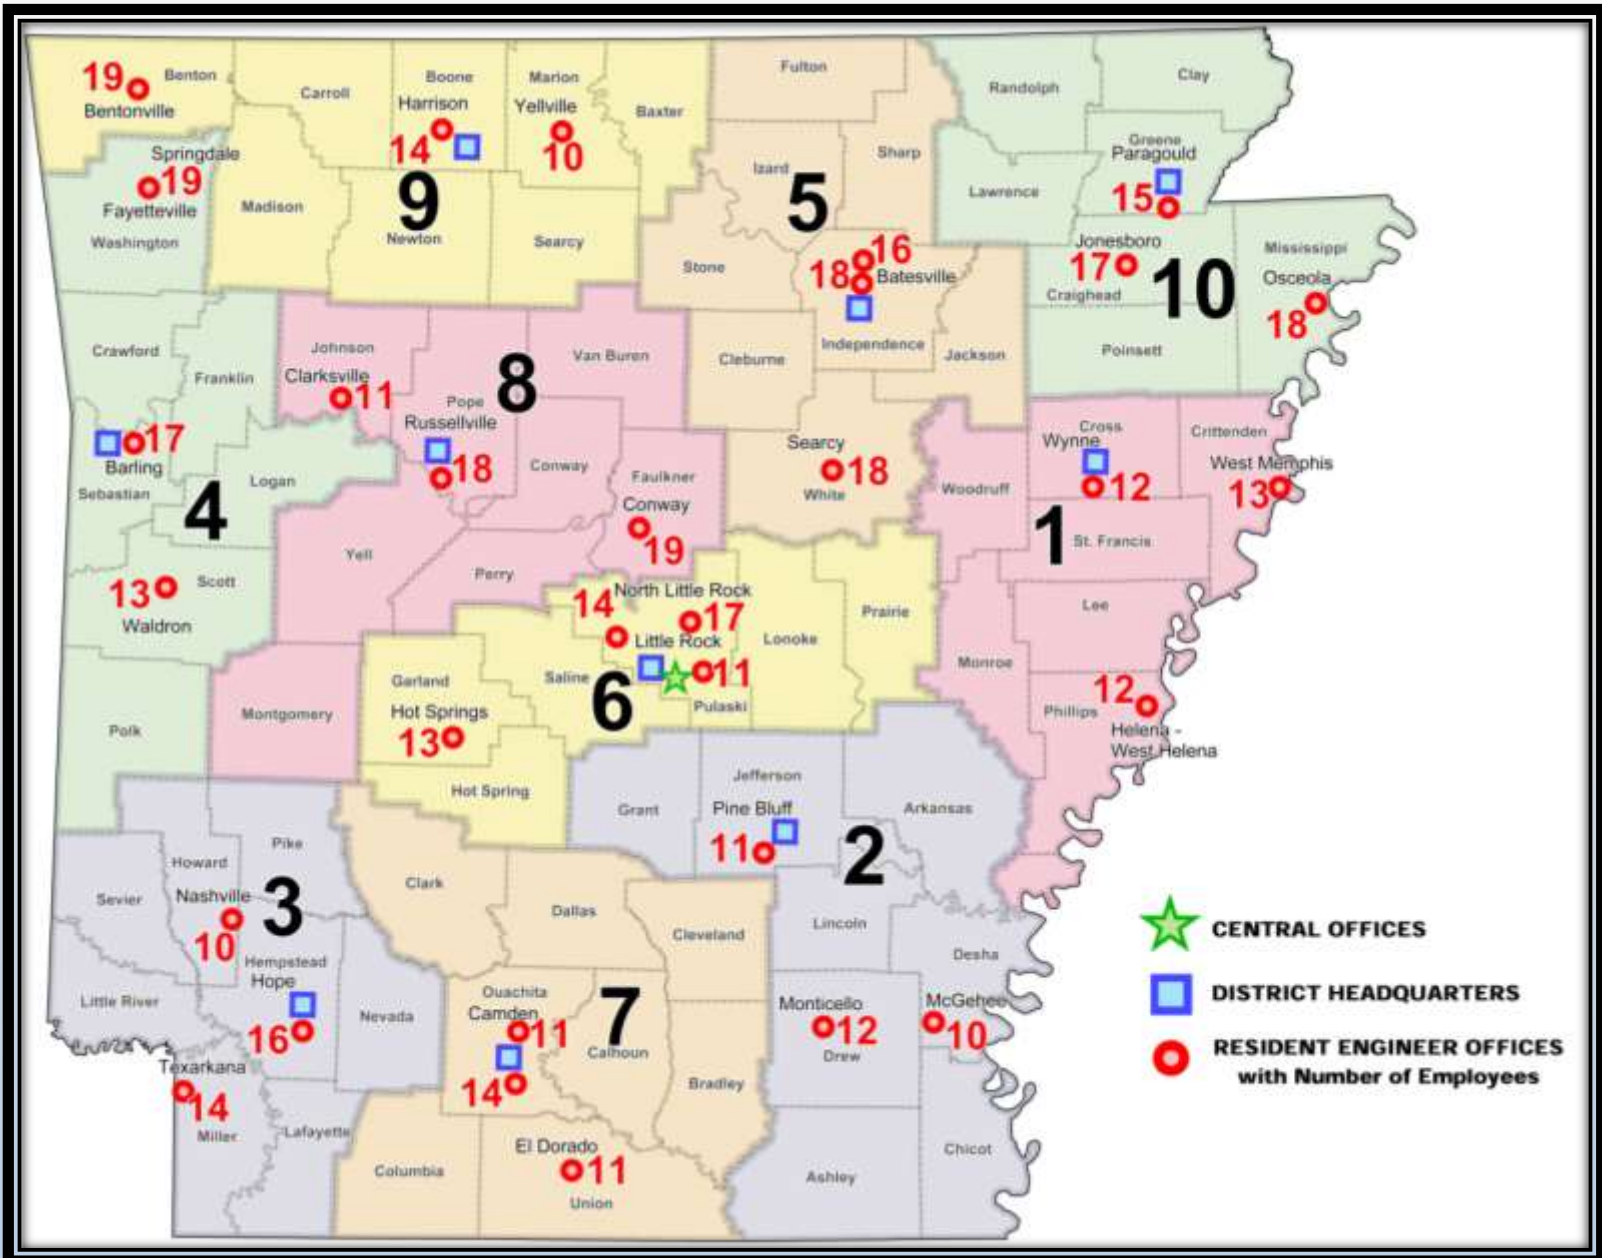 19
Benton
Bentonville
Springdale
19
Fayetteville
Washington
Carroll
Boone
Harrison
14
Marion
Yellville
10
Baxter
Madison
9
Newton
Searcy
Fulton
Izard
Sharp
5
Stone
16
18
Batesville
Independence
Cleburne
Jackson
Searcy
18
White
Randolph
Clay
Greene
Paragould
15
Lawrence
Jonesboro
17
Craighead
10
Mississippi
Osceola
18
Poinsett
Crawford
Franklin
17
Barling
Sebastian
Logan
4
13
Scott
Waldron
Polk
Johnson
Clarksville
11
8
Van Buren
Pope
Russellville
18
Conway
Faulkner
Conway
19
Yell
Perry
Montgomery
Cross
Wynne
12
Crittenden
West Memphis
13
Woodruff
1
St. Francis
Lee
Monroe
12
Phillips
Helena -
West Helena
North Little Rock
14
17
Little Rock
11
Lonoke
Prairie
Saline
6
Pulaski
Garland
Hot Springs
13
Hot Spring
Jefferson
Grant
Pine Bluff
11
Arkansas
2
Lincoln
Desha
Monticello
12
Drew
McGehee
10
Ashley
Chicot
Pike
Howard
Sevier
Nashville
10
3
Hempstead
Hope
16
Little River
Nevada
Texarkana
14
Miller
Lafayette
Clark
Dallas
Cleveland
Ouachita
Camden
11
14
7
Calhoun
Bradley
El Dorado
11
Columbia
Union
CENTRAL OFFICES
DISTRICT HEADQUARTERS
RESIDENT ENGINEER OFFICES
with Number of Employees